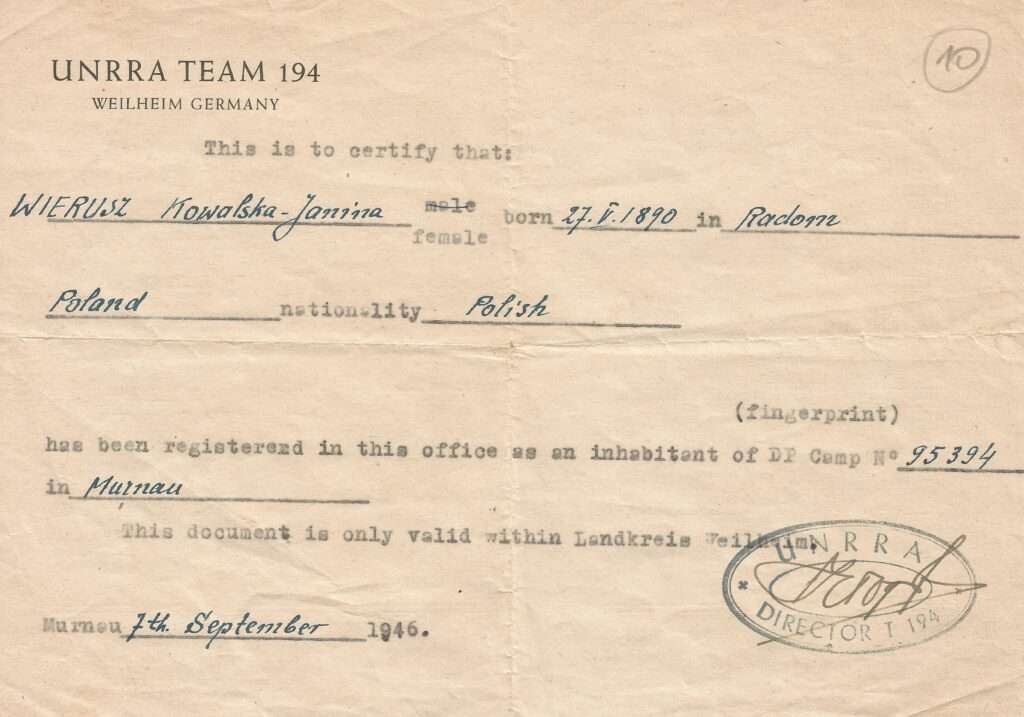 10
UNRRA TEAM 194
WEILHEIM GERMANY
This is to certify that:
WIERUSZ Kowalska-Janina male born 27.V.1890 in Radom
female
Poland nationality Polish
(fingerprint)
has been registerezd in this office as an inhabitant of DP Camp No 95394
in Murnau
This document is only valid within Landkreis Weilheim.
UNRRA
DIRECTOR T 194
Murnau 7th. September 1946.